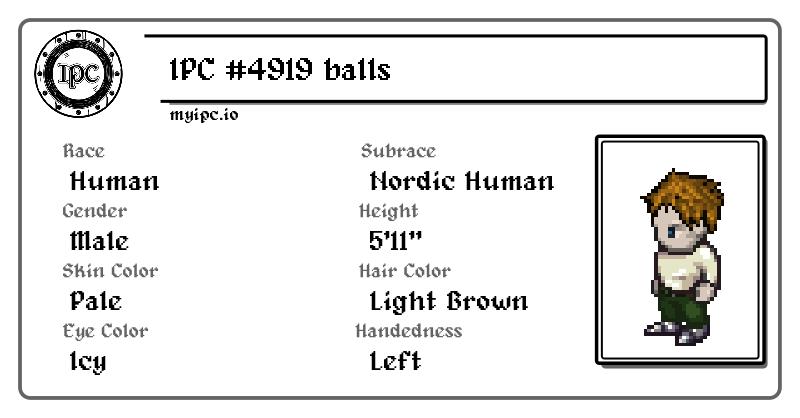 IPC
IPC #4919 balls
myipc.io
Race
Human
Subrace
Nordic Human
Gender
Male
Height
5'11"
Skin Color
Pale
Hair Color
Light Brown
Eye Color
Icy
Handedness
Left